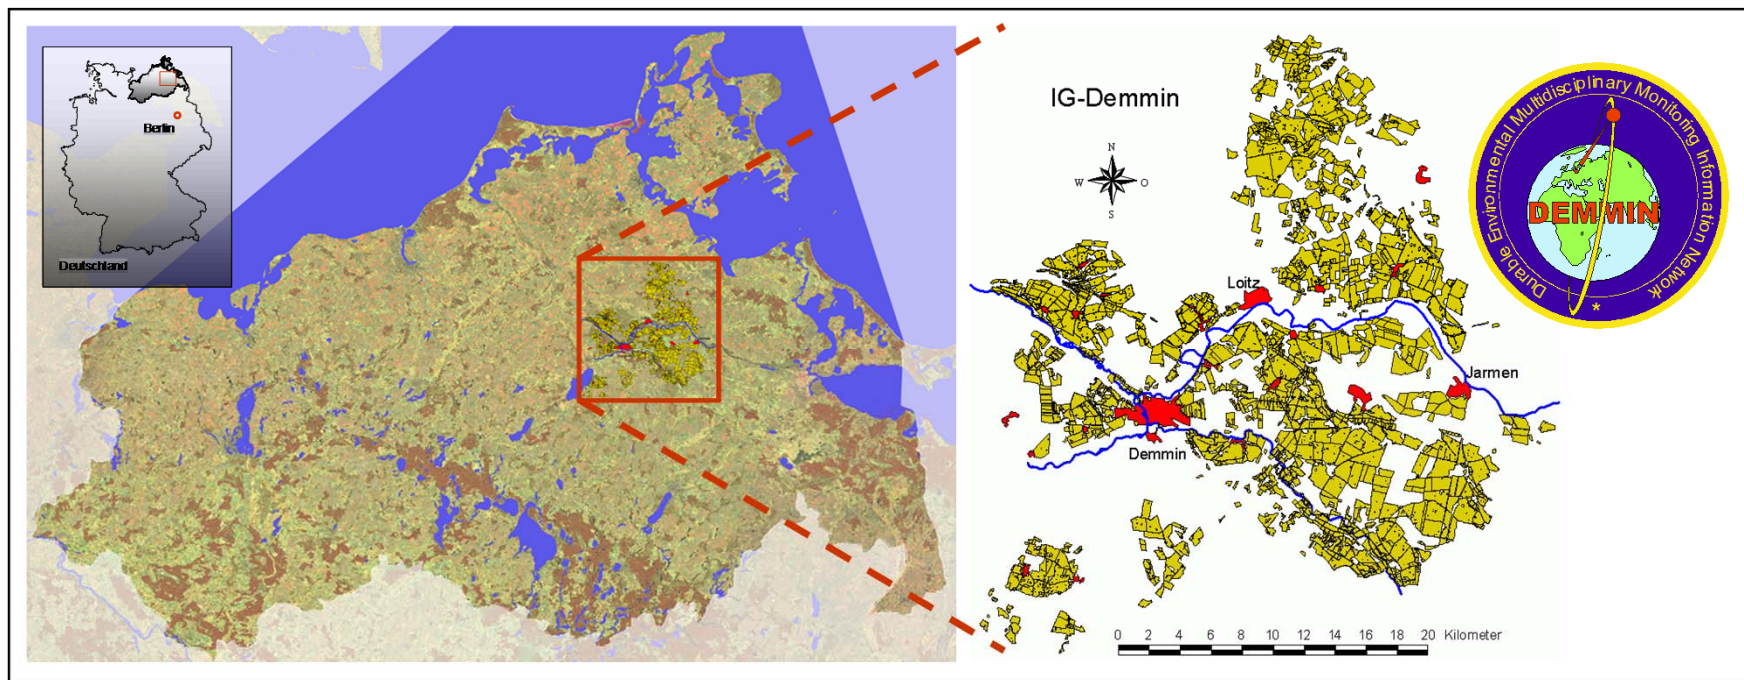 Berlin
Deutschland
IG-Demmin
N
W
O
S
Loitz
Jarmen
Demmin
0 2 4 6 8 10 12 14 16 18 20 Kilometer
Durable Environmental Multidisciplinary Monitoring Information Network
*
DEMMIN